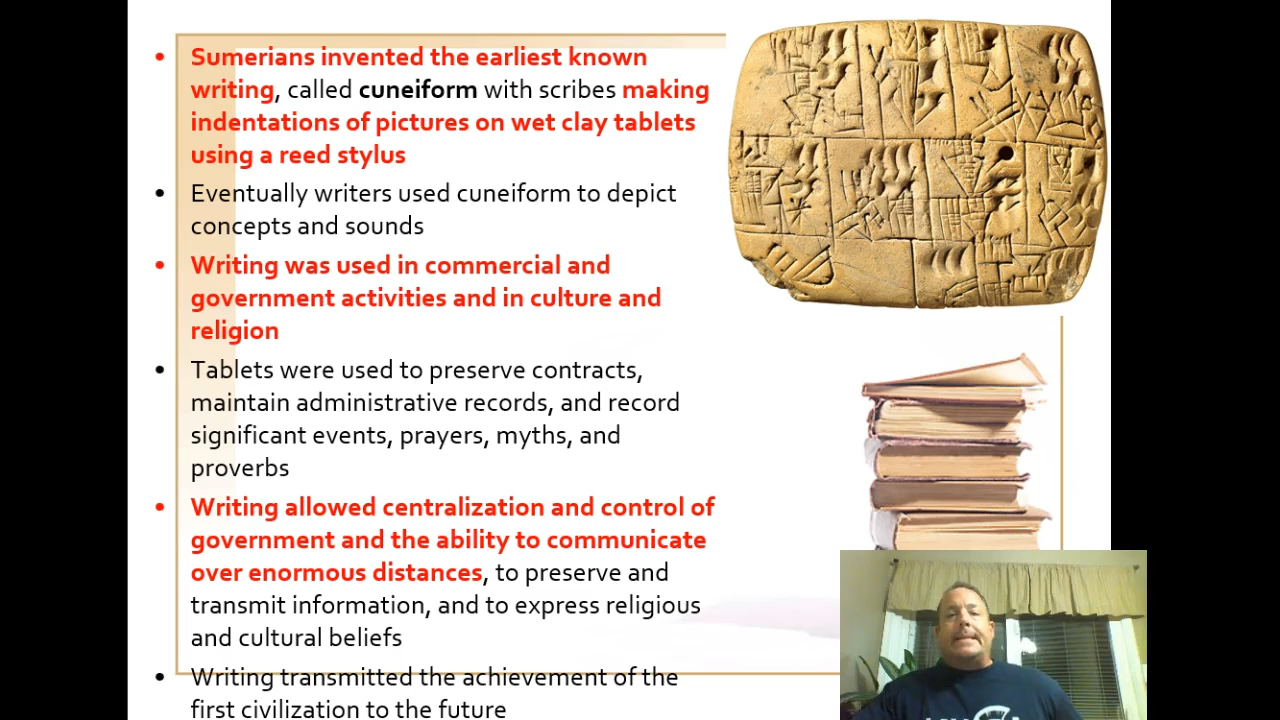 • Sumerians invented the earliest known
writing, called cuneiform with scribes making
indentations of pictures on wet clay tablets
using a reed stylus
• Eventually writers used cuneiform to depict
concepts and sounds
• Writing was used in commercial and
government activities and in culture and
religion
• Tablets were used to preserve contracts,
maintain administrative records, and record
significant events, prayers, myths, and
proverbs
• Writing allowed centralization and control of
government and the ability to communicate
over enormous distances, to preserve and
transmit information, and to express religious
and cultural beliefs
• Writing transmitted the achievement of the
first civilization to the future